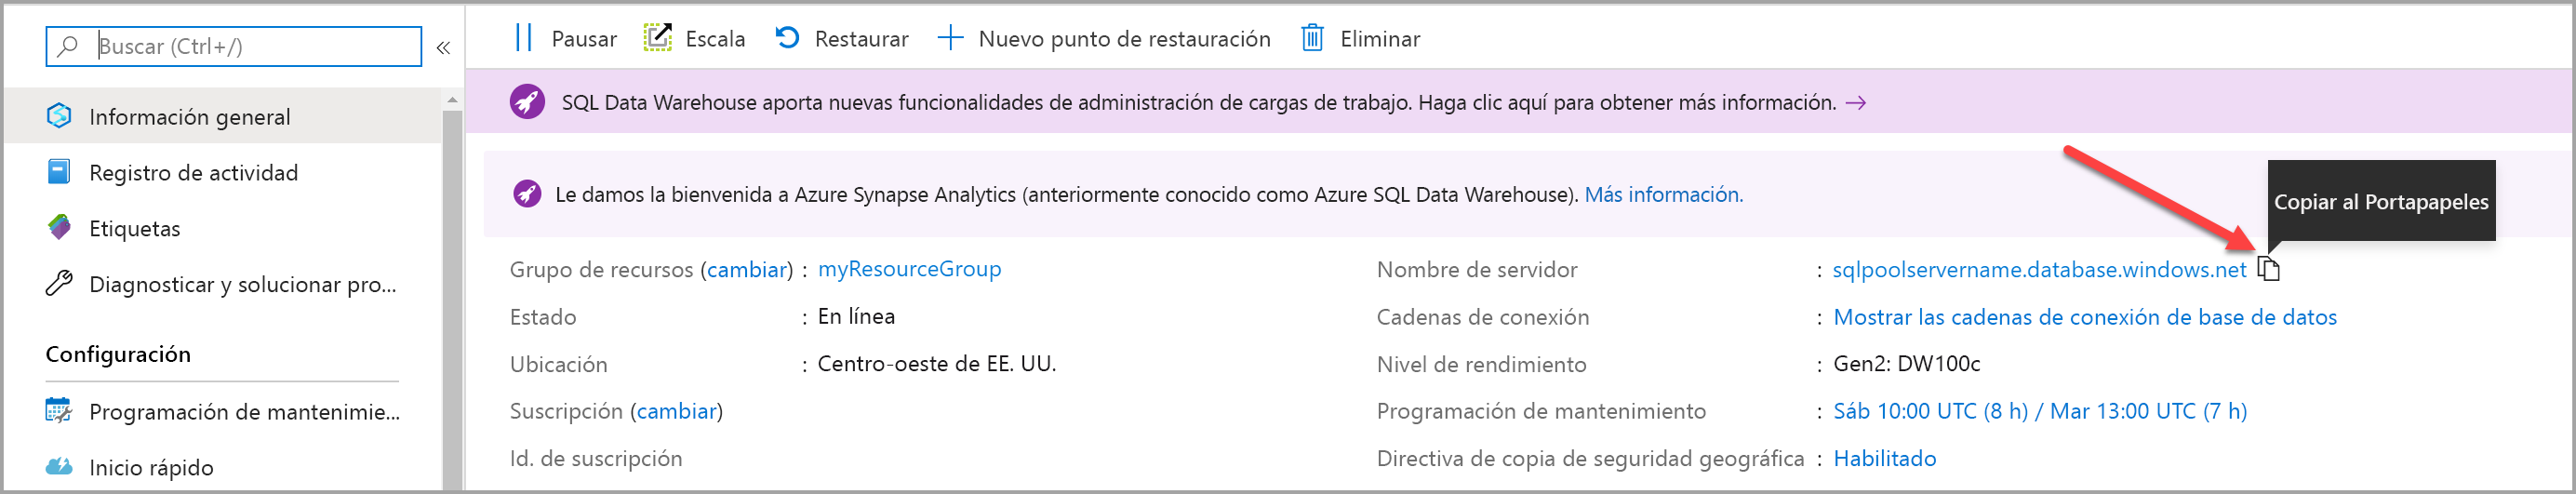 Buscar (Ctrl+/)
«
Información general
Registro de actividad
Etiquetas
Diagnosticar y solucionar pro...
Configuración
Programación de mantenimie...
Inicio rápido
Pausar Escala Restaurar Nuevo punto de restauración Eliminar
SQL Data Warehouse aporta nuevas funcionalidades de administración de cargas de trabajo. Haga clic aquí para obtener más información. →
Le damos la bienvenida a Azure Synapse Analytics (anteriormente conocido como Azure SQL Data Warehouse). Más información.
Copiar al Portapapeles
Grupo de recursos (cambiar) : myResourceGroup
Estado : En línea
Ubicación : Centro-oeste de EE. UU.
Suscripción (cambiar)
Id. de suscripción
Nombre de servidor : sqlpoolservername.database.windows.net
Cadenas de conexión : Mostrar las cadenas de conexión de base de datos
Nivel de rendimiento : Gen2: DW100c
Programación de mantenimiento : Sáb 10:00 UTC (8 h) / Mar 13:00 UTC (7 h)
Directiva de copia de seguridad geográfica : Habilitado